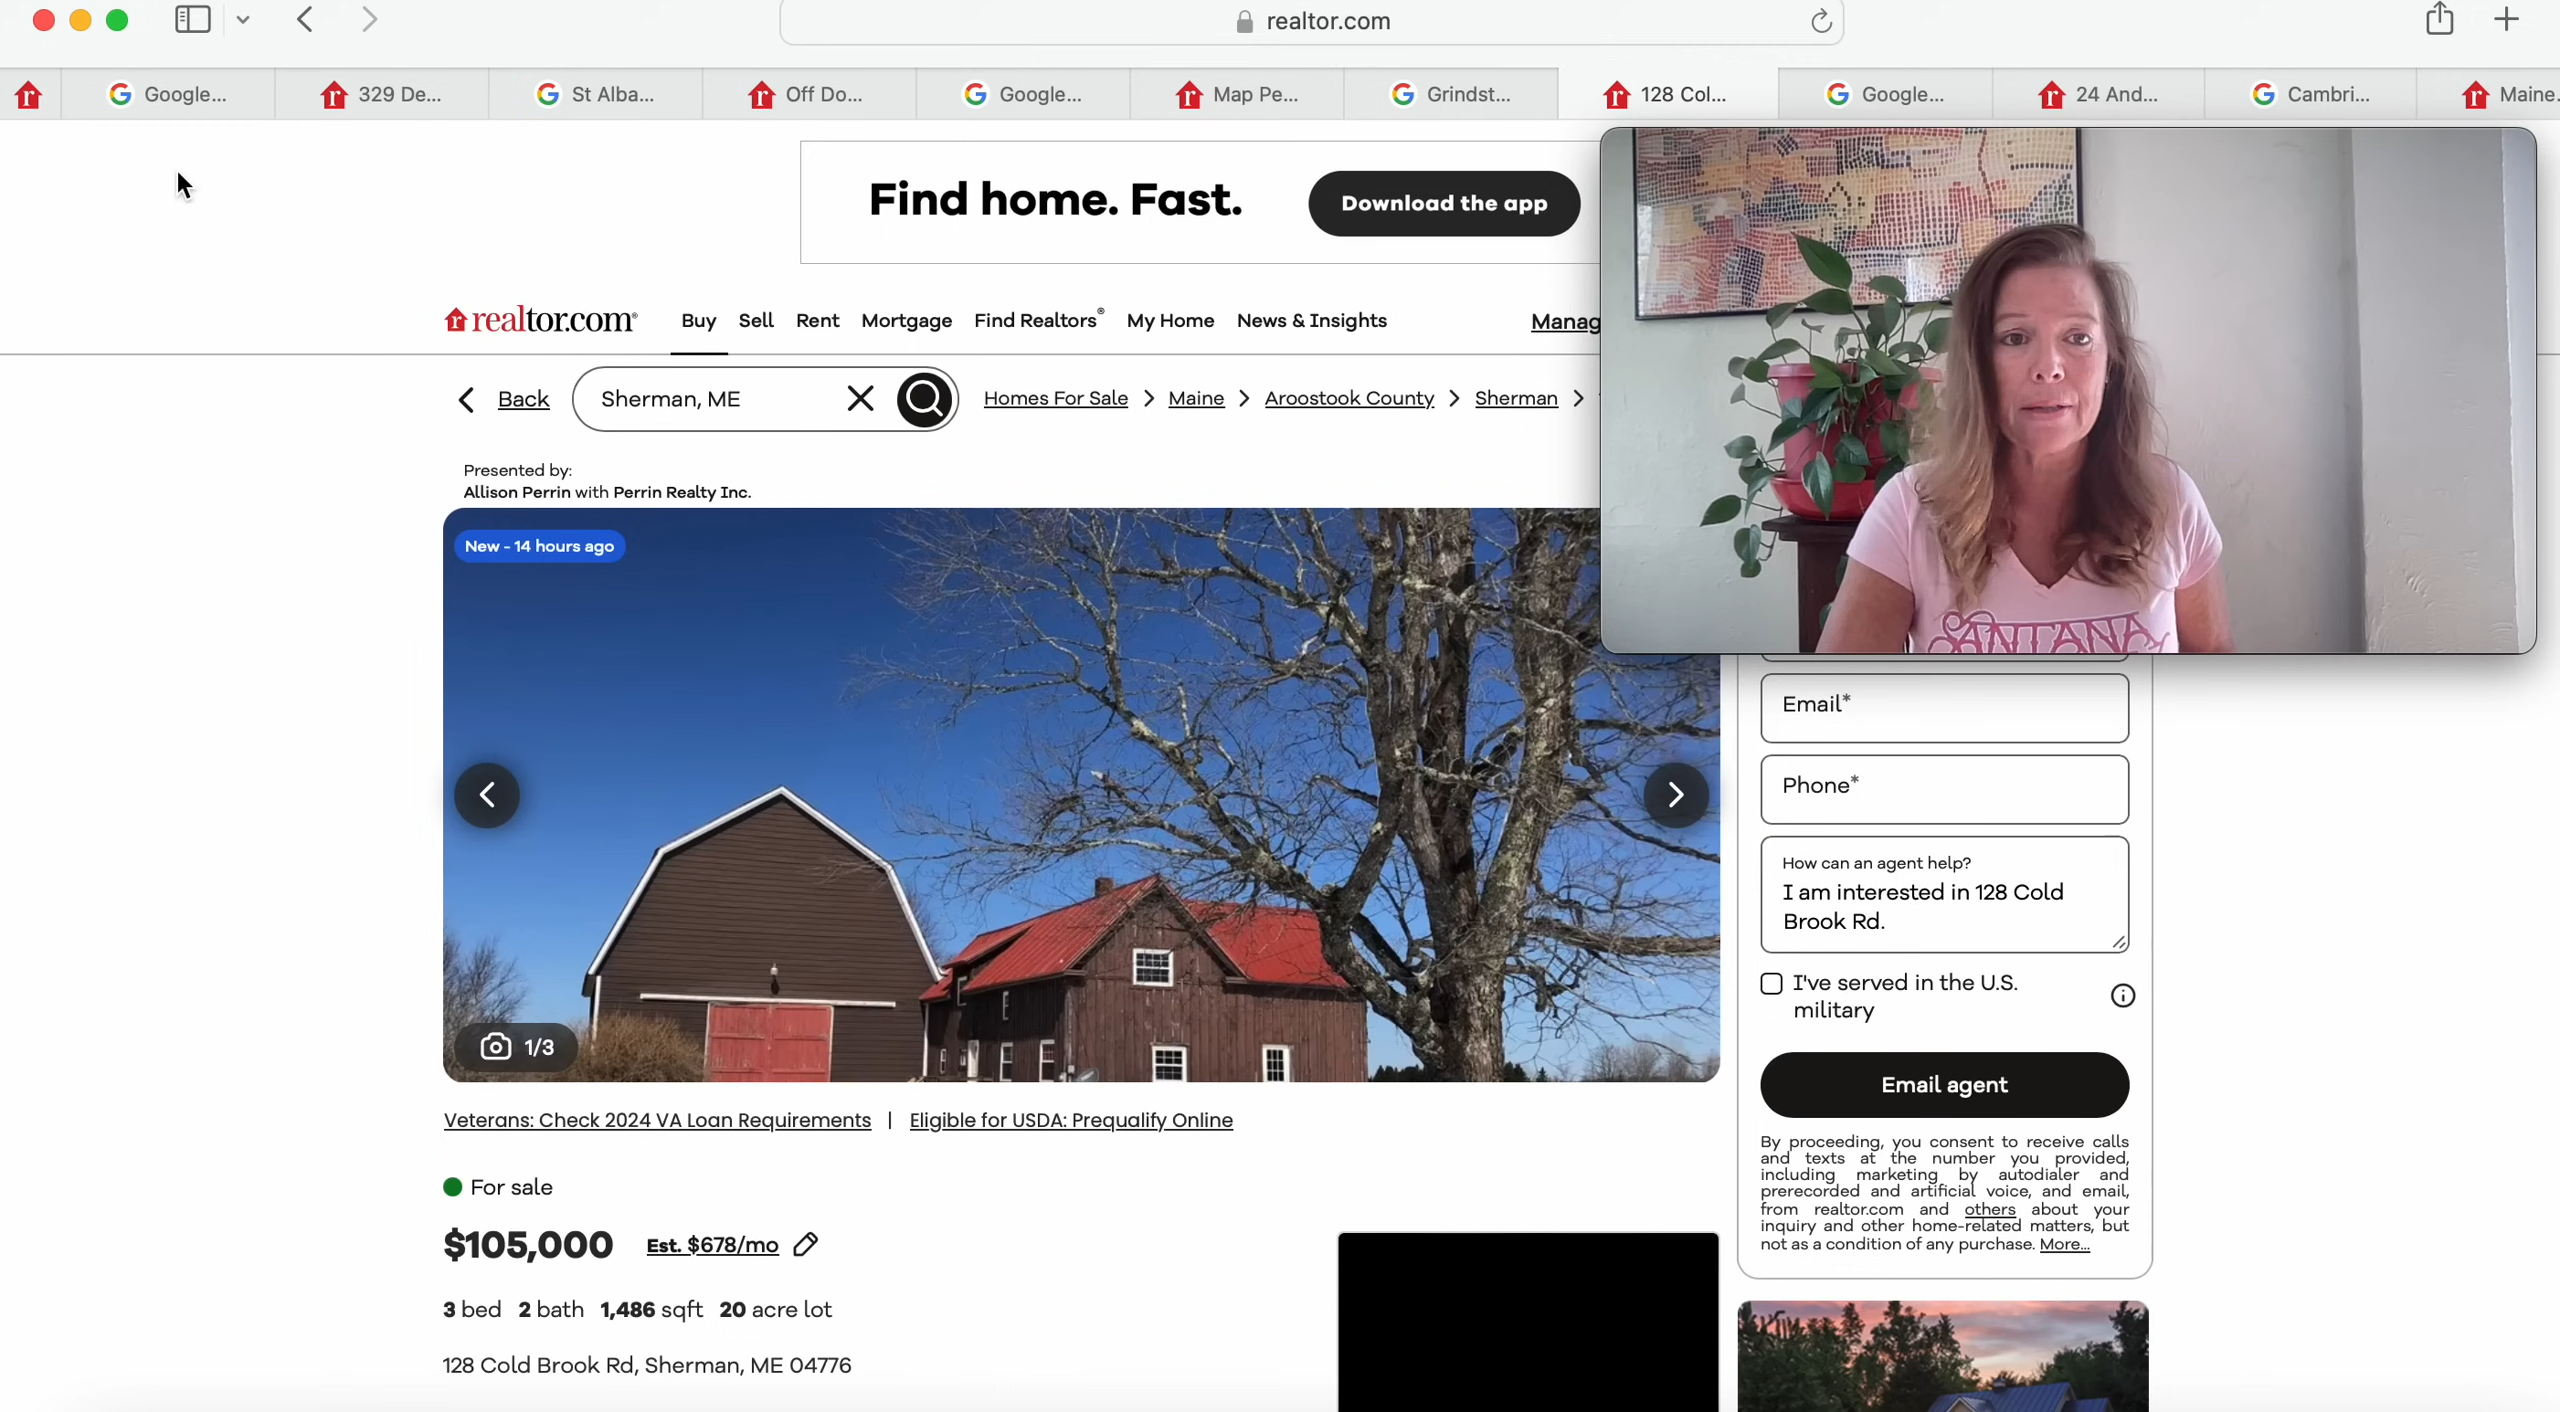 realtor.com
Google...
329 De...
St Alba...
Off Do...
Google...
Map Pe...
Grindst...
128 Col...
Google...
24 And...
Cambri...
Maine.
Find home. Fast.
Download the app
realtor.com®
Buy
Sell
Rent
Mortgage
Find Realtors®
My Home
News & Insights
Manag
Back
Sherman, ME
Homes For Sale > Maine > Aroostook County > Sherman >
Presented by:
Allison Perrin with Perrin Realty Inc.
New - 14 hours ago
SANTANA
1/3
Email*
Phone*
How can an agent help?
I am interested in 128 Cold
Brook Rd.
I've served in the U.S.
military
Email agent
By proceeding, you consent to receive calls
and texts at the number you provided,
including marketing by autodialer and
prerecorded and artificial voice, and email,
from realtor.com and others about your
inquiry and other home-related matters, but
not as a condition of any purchase. More...
Veterans: Check 2024 VA Loan Requirements | Eligible for USDA: Prequalify Online
For sale
$105,000 Est. $678/mo
3 bed 2 bath 1,486 sqft 20 acre lot
128 Cold Brook Rd, Sherman, ME 04776